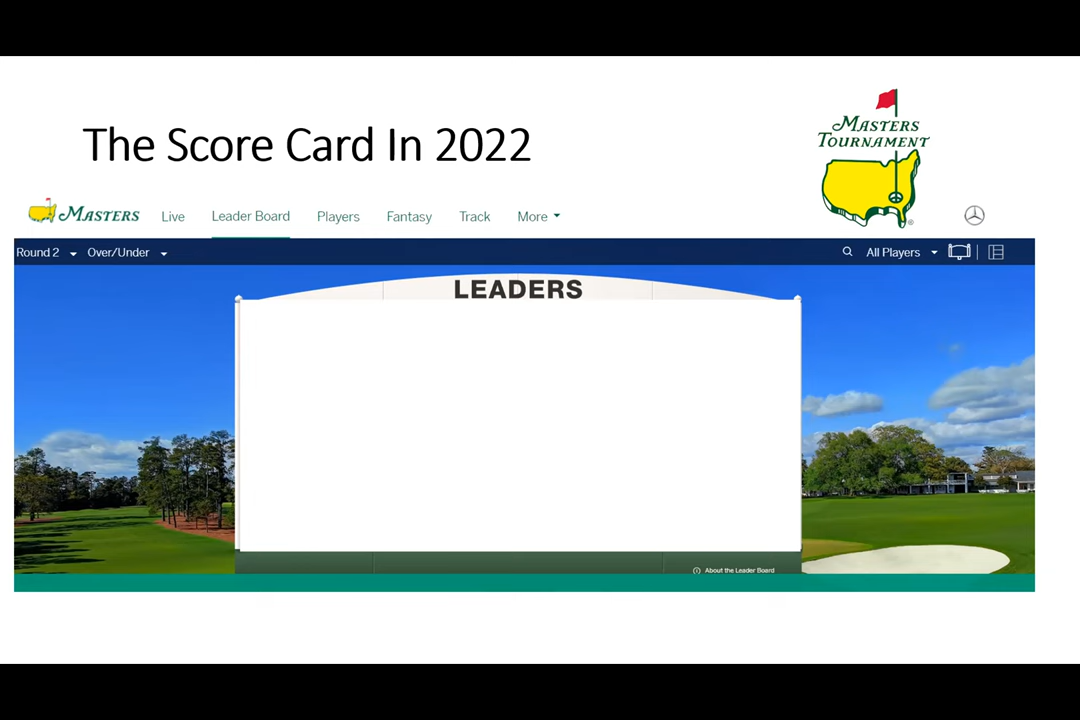 The Score Card In 2022
MASTERS
TOURNAMENT
MASTERS Live Leader Board Players Fantasy Track More
Round 2 Over/Under All Players
LEADERS
About the Leader Board